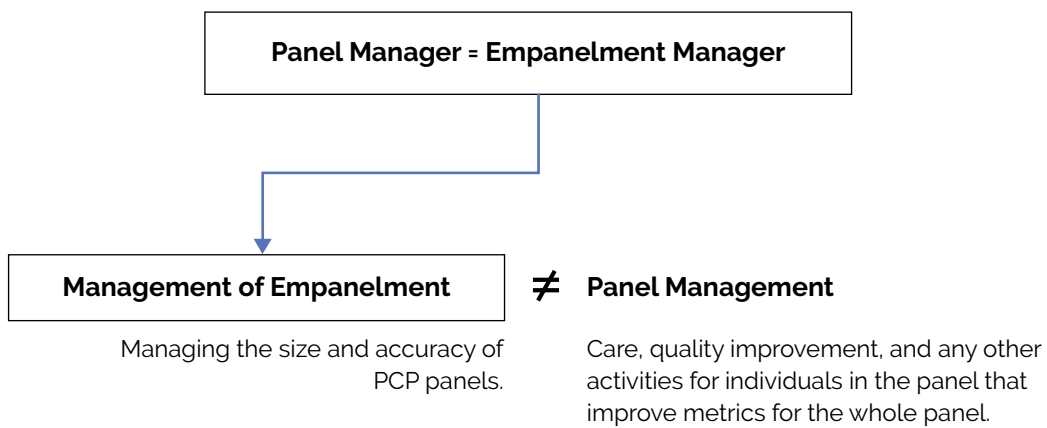 Panel Manager = Empanelment Manager
Management of Empanelment
≠ Panel Management
Managing the size and accuracy of
PCP panels.
Care, quality improvement, and any other
activities for individuals in the panel that
improve metrics for the whole panel.